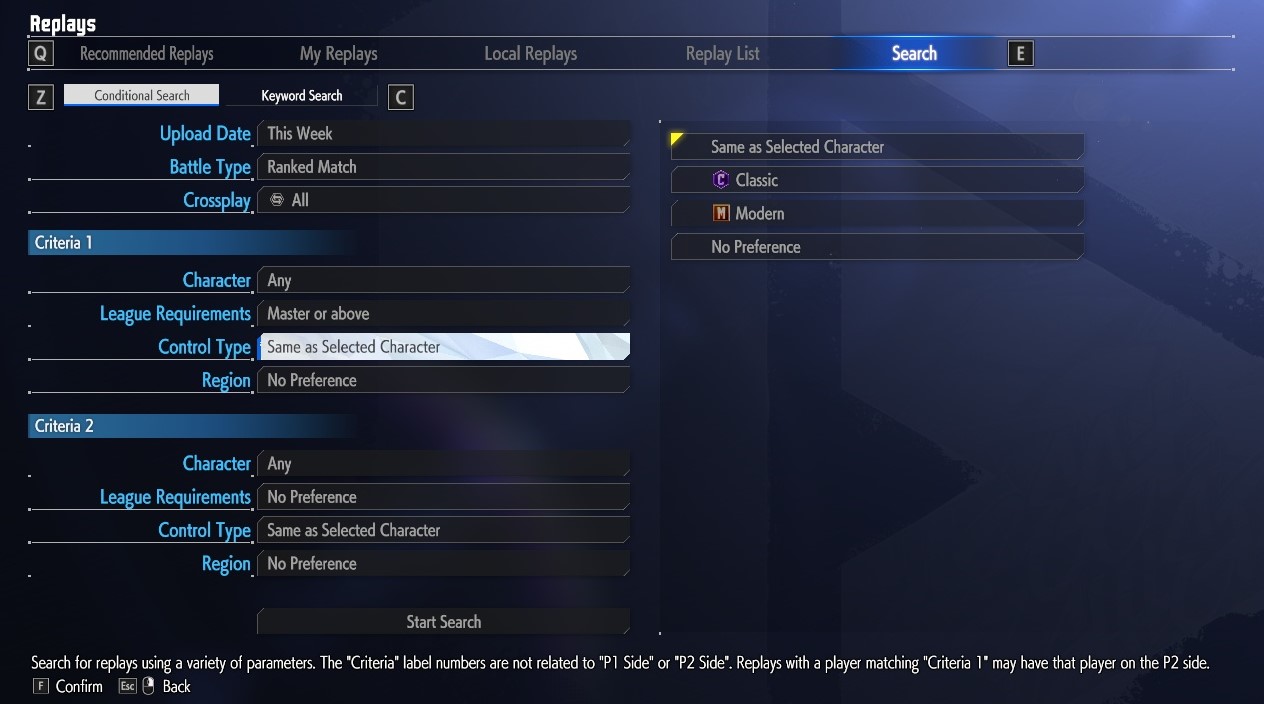 Replays
Q Recommended Replays My Replays Local Replays Replay List Search E
Z Conditional Search Keyword Search C
Upload Date This Week
Battle Type Ranked Match
Crossplay All
Criteria 1
Character Any
League Requirements Master or above
Control Type Same as Selected Character
Region No Preference
Criteria 2
Character Any
League Requirements No Preference
Control Type Same as Selected Character
Region No Preference
Start Search
Same as Selected Character
C Classic
M Modern
No Preference
Search for replays using a variety of parameters. The "Criteria" label numbers are not related to "P1 Side" or "P2 Side". Replays with a player matching "Criteria 1" may have that player on the P2 side.
F Confirm Esc Back